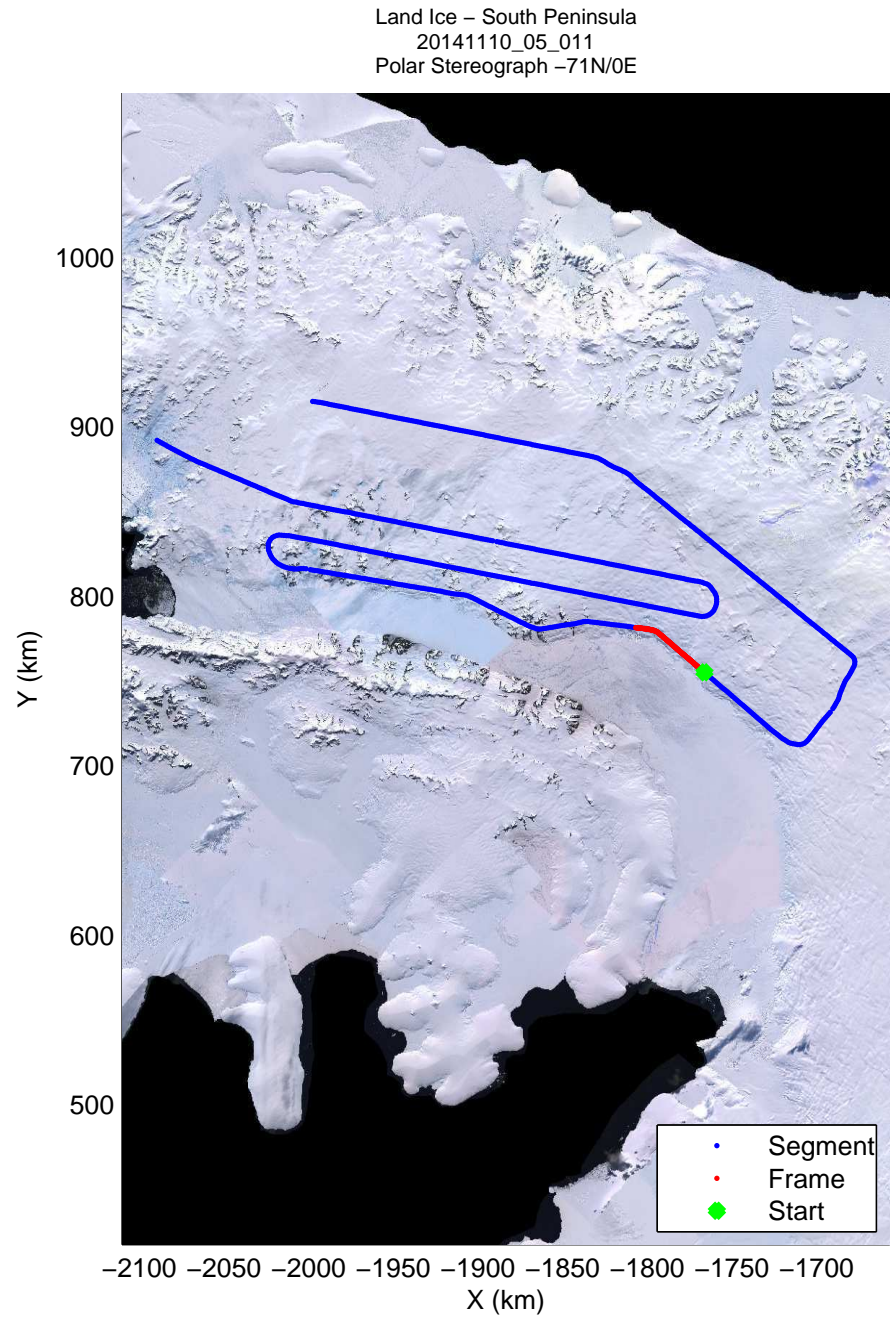 Land Ice − South Peninsula
20141110_05_011
Polar Stereograph −71N/0E
1000
900
800
700
600
500
Y (km)
−2100 −2050 −2000 −1950 −1900 −1850 −1800 −1750 −1700
X (km)
Segment
Frame
Start